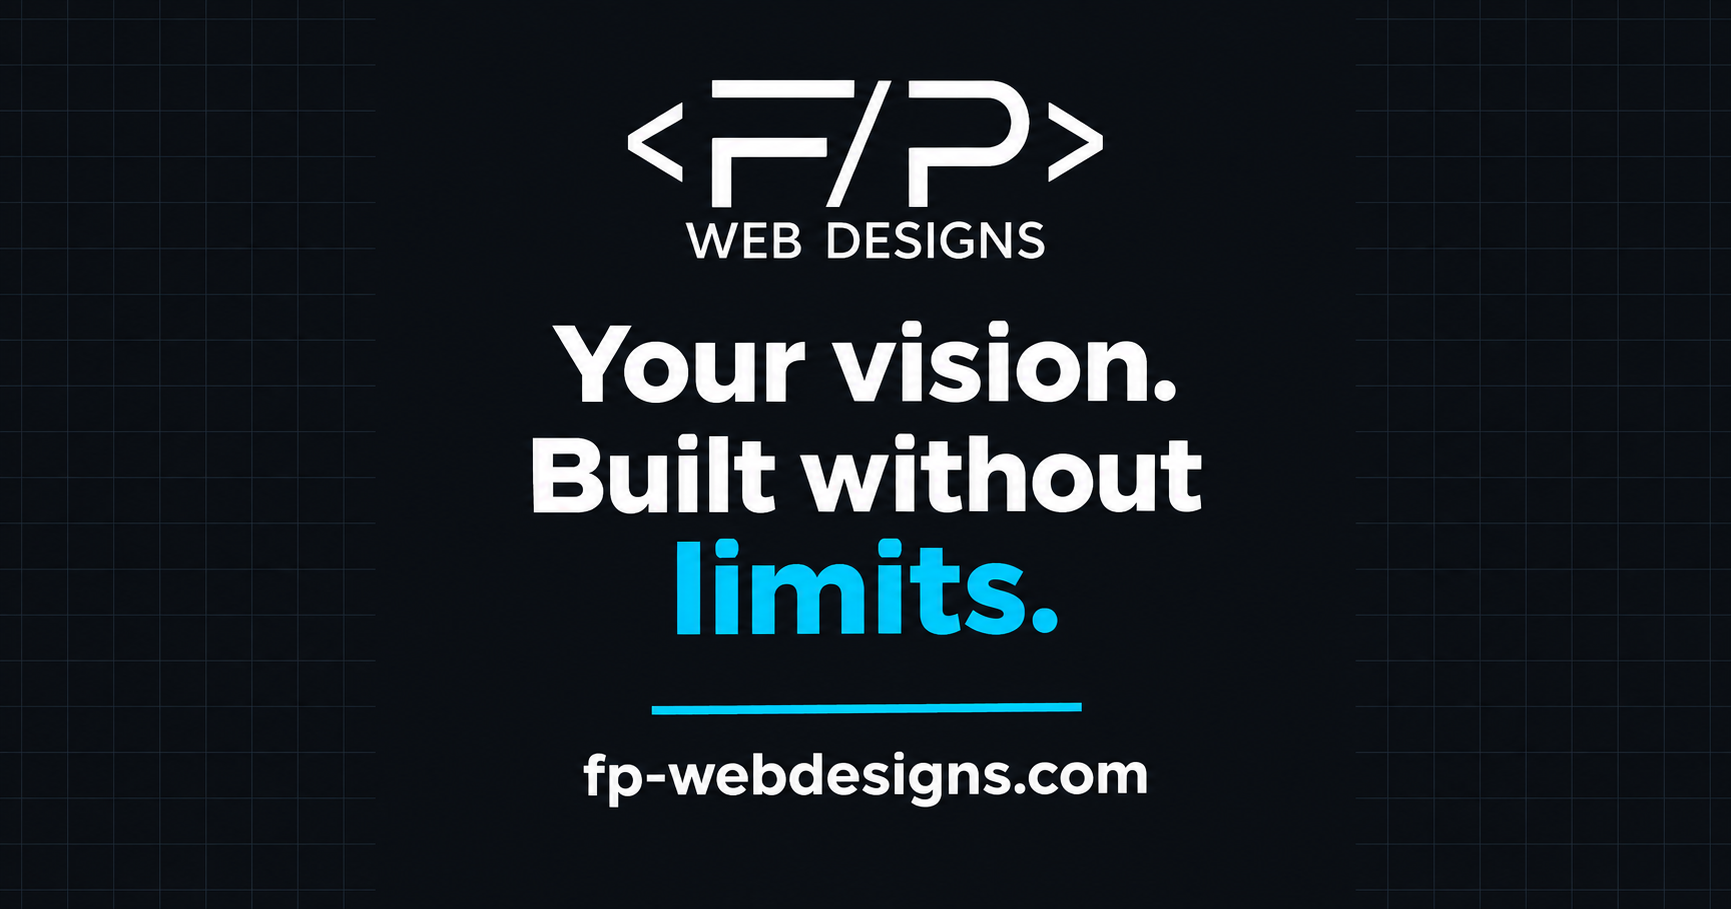 <F/P>
WEB DESIGNS
Your vision.
Built without
limits.
fp-webdesigns.com